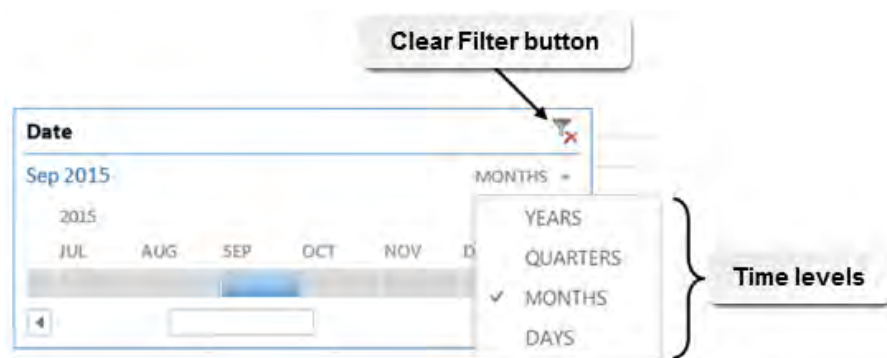 Clear Filter button
Date
Sep 2015
MONTHS
2015
JUL AUG SEP OCT NOV D
YEARS
QUARTERS
MONTHS
DAYS
Time levels